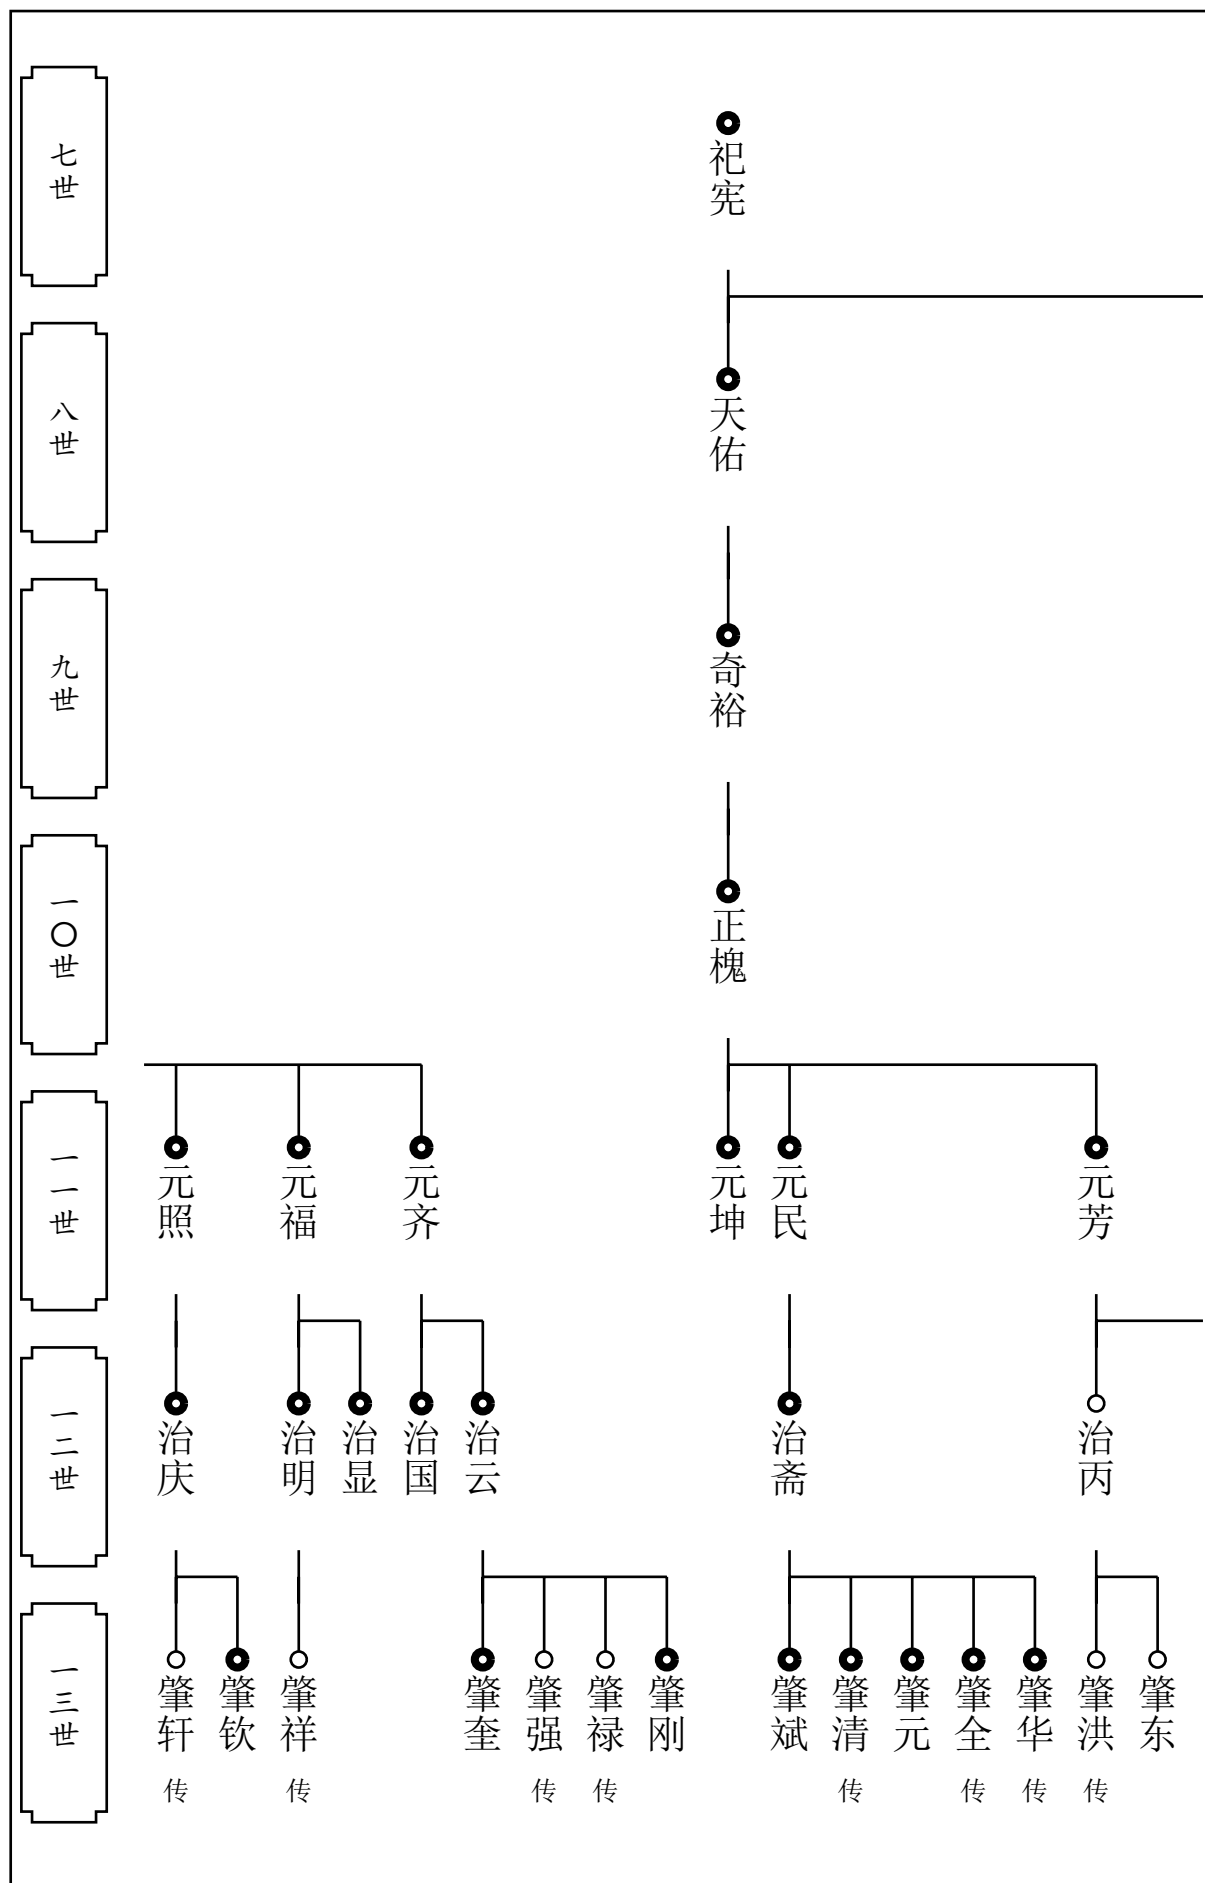 七世
祀宪
八世
天佑
九世
奇裕
一〇世
正槐
一一世
元照
元福
元齐
元坤
元民
元芳
一二世
治庆
治明
治显
治国
治云
治斋
治丙
一三世
肇轩 传
肇钦
肇祥 传
肇奎
肇强 传
肇禄 传
肇刚
肇斌
肇清 传
肇元
肇全 传
肇华 传
肇洪 传
肇东